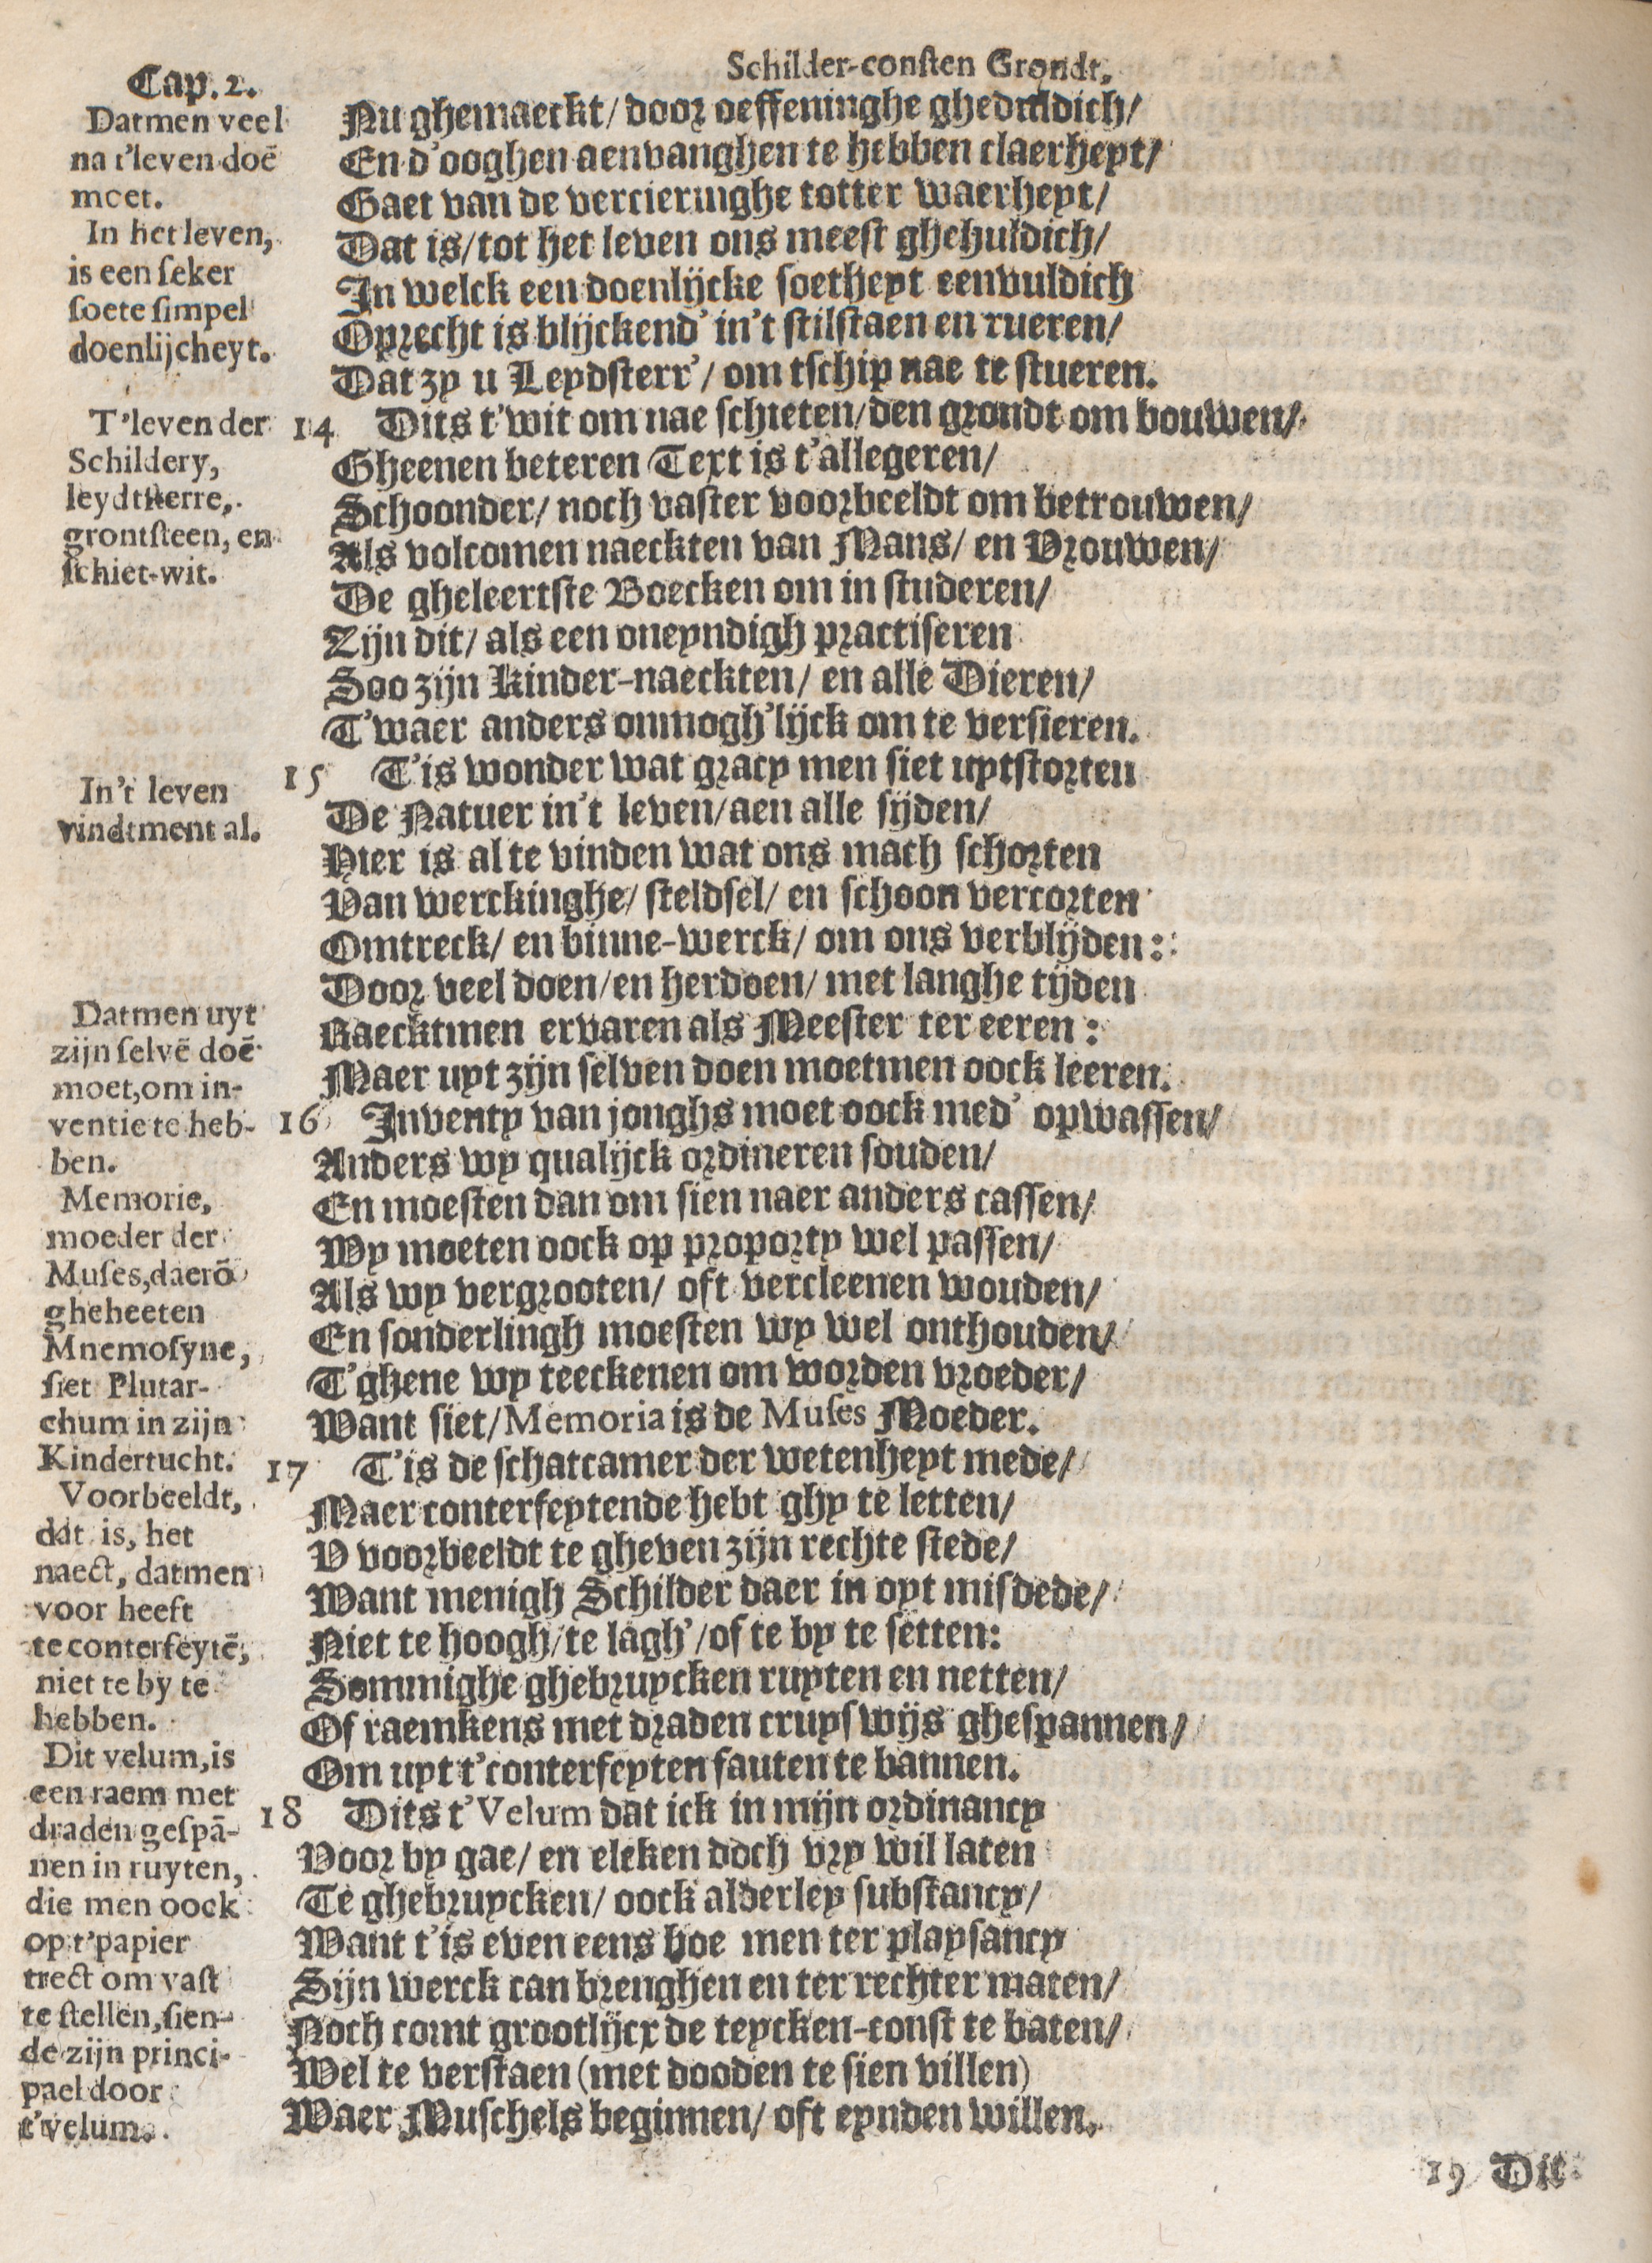 Schilder-consten Grondt.
Cap. 2.
Datmen veel
na t'leven doē
moet.
In het leven,
is een seker
soete simpel
doenlijcheyt.
T'leven der
Schildery,
leydtsterre,
grontsteen, en
schiet-wit.
In't leven
vindtment al.
Datmen uyt
zijn selvē doē
moet, om in-
ventie te heb-
ben.
Memorie,
moeder der
Muses, daerō
gheheeten
Mnemosyne,
siet Plutar-
chum in zijn
Kindertucht.
Voorbeeldt,
dat is, het
naect, datmen
voor heeft
te conterfeytē,
niet te by te
hebben.
Dit velum, is
een raem met
draden gespā-
nen in ruyten,
die men oock
op t'papier
trect om vast
te stellen, sien-
de zijn princi-
pael door
t'velum.
Nu ghemaeckt/ door oeffeninghe gheduldich/
En d'ooghen aenvanghen te hebben claerheyt/
Gaet van de vercieringhe totter waerheyt/
Dat is/ tot het leven ons meest ghehuldich/
In welck een doenlijcke soetheyt eenvuldich
Oprecht is blijckend' in't stilstaen en rueren/
Dat zy u Leydsterr'/ om tschip nae te stueren.
14 Dits t'wit om nae schieten/ den grondt om bouwen/
Gheenen beteren Text is t'allegeren/
Schoonder/ noch vaster voorbeeldt om betrouwen/
Als volcomen naeckten van Mans/ en Vrouwen/
De gheleertste Boecken om in studeren/
Zijn dit/ als een oneyndigh practiseren
Soo zijn Kinder-naeckten/ en alle Dieren/
T'waer anders onmogh'lijck om te versieren.
15 T'is wonder wat gracy men siet uytstorten
De Natuer in't leven/ aen alle sijden/
Hier is al te vinden wat ons mach schorten
Van werckinghe/ steldsel/ en schoon vercorten
Omtreck/ en binne-werck/ om ons verblijden:
Door veel doen/ en herdoen/ met langhe tijden
Raecktmen ervaren als Meester ter eeren:
Maer uyt zijn selven doen moetmen oock leeren.
16 Inventy van jonghs moet oock med' opwassen/
Anders wy qualijck ordineren souden/
En moesten dan om sien naer anders cassen/
Wy moeten oock op proporty wel passen/
Als wy vergrooten/ oft vercleenen wouden/
En sonderlingh moesten wy wel onthouden/
T'ghene wy teeckenen om worden vroeder/
Want siet/ Memoria is de Muses Moeder.
17 T'is de schatcamer der wetenheyt mede/
Maer conterfeytende hebt ghy te letten/
V voorbeeldt te gheven zijn rechte stede/
Want menigh Schilder daer in oyt misdede/
Niet te hoogh/ te lagh'/ of te by te setten:
Sommighe ghebruycken ruyten en netten/
Of raemkens met draden cruyswijs ghespannen/
Om uyt t'conterfeyten fauten te bannen.
18 Dits t'Velum dat ick in mijn ordinancy
Voor by gae/ en elcken doch vry wil laten
Te ghebruycken/ oock alderley substancy/
Want t'is even eens hoe men ter playsancy
Sijn werck can brenghen en ter rechter maten/
Noch comt grootlijcx de teycken-const te baten/
Wel te verstaen (met dooden te sien villen)
Waer Muschels beginnen/ oft eynden willen.
19 Dit